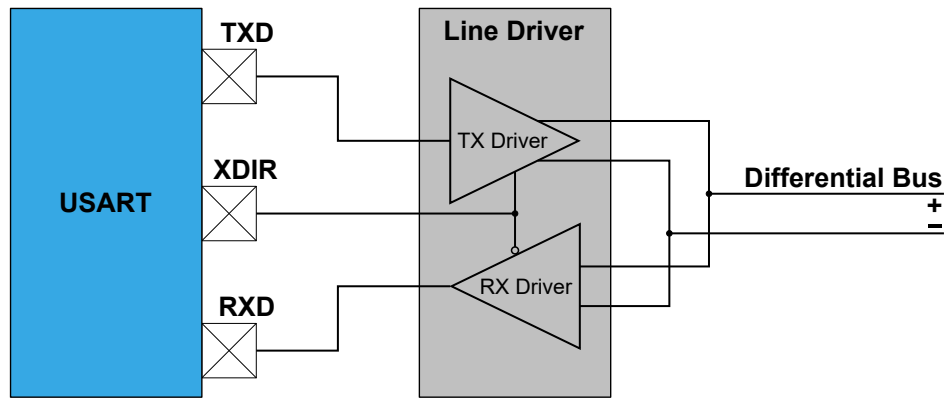 TXD
Line Driver
TX Driver
XDIR
USART
Differential Bus
+
−
RX Driver
RXD